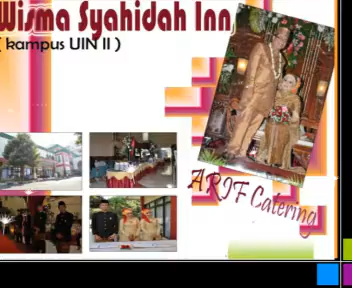 Wisma Syahidah Inn
( kampus UIN II )
ARIF Catering